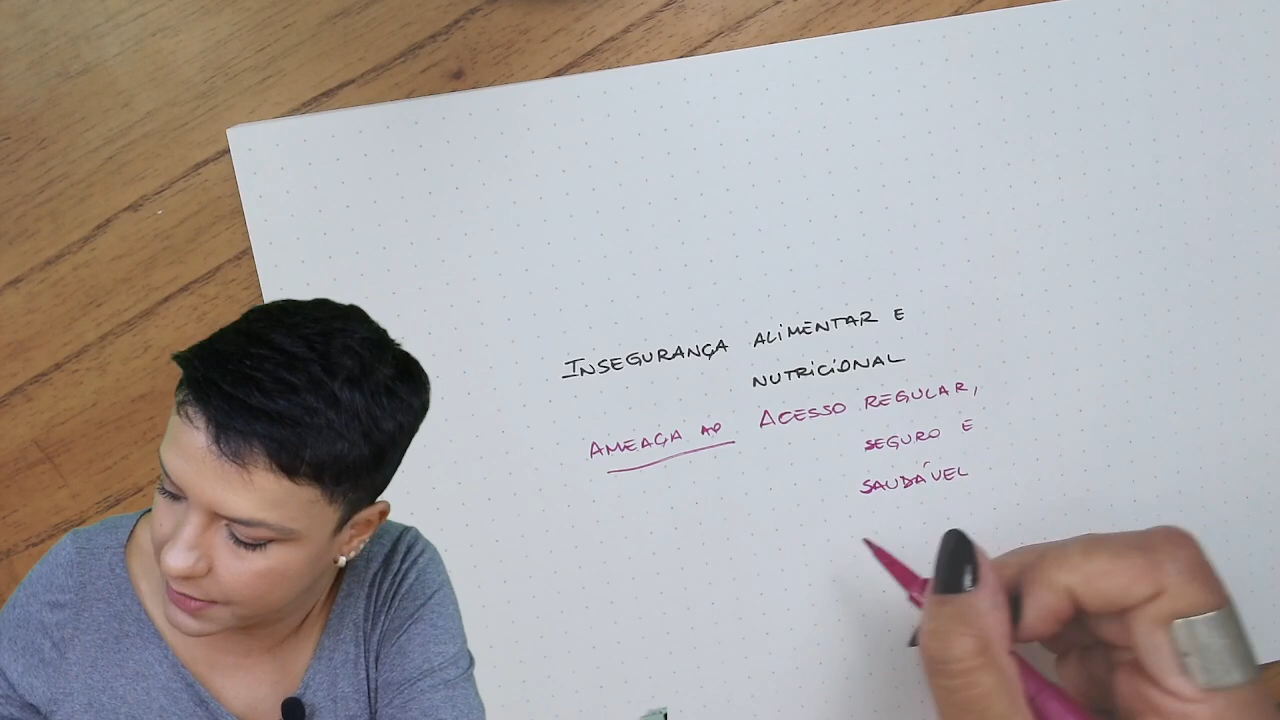 INSEGURANÇA ALIMENTAR E
NUTRICIONAL
AMEAÇA AO ACESSO REGULAR,
SEGURO E
SAUDÁVEL